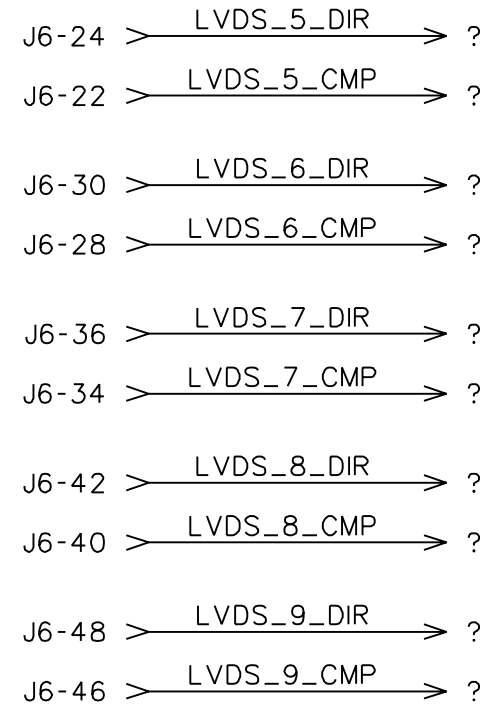 J6-24 LVDS_5_DIR ?
J6-22 LVDS_5_CMP ?
J6-30 LVDS_6_DIR ?
J6-28 LVDS_6_CMP ?
J6-36 LVDS_7_DIR ?
J6-34 LVDS_7_CMP ?
J6-42 LVDS_8_DIR ?
J6-40 LVDS_8_CMP ?
J6-48 LVDS_9_DIR ?
J6-46 LVDS_9_CMP ?